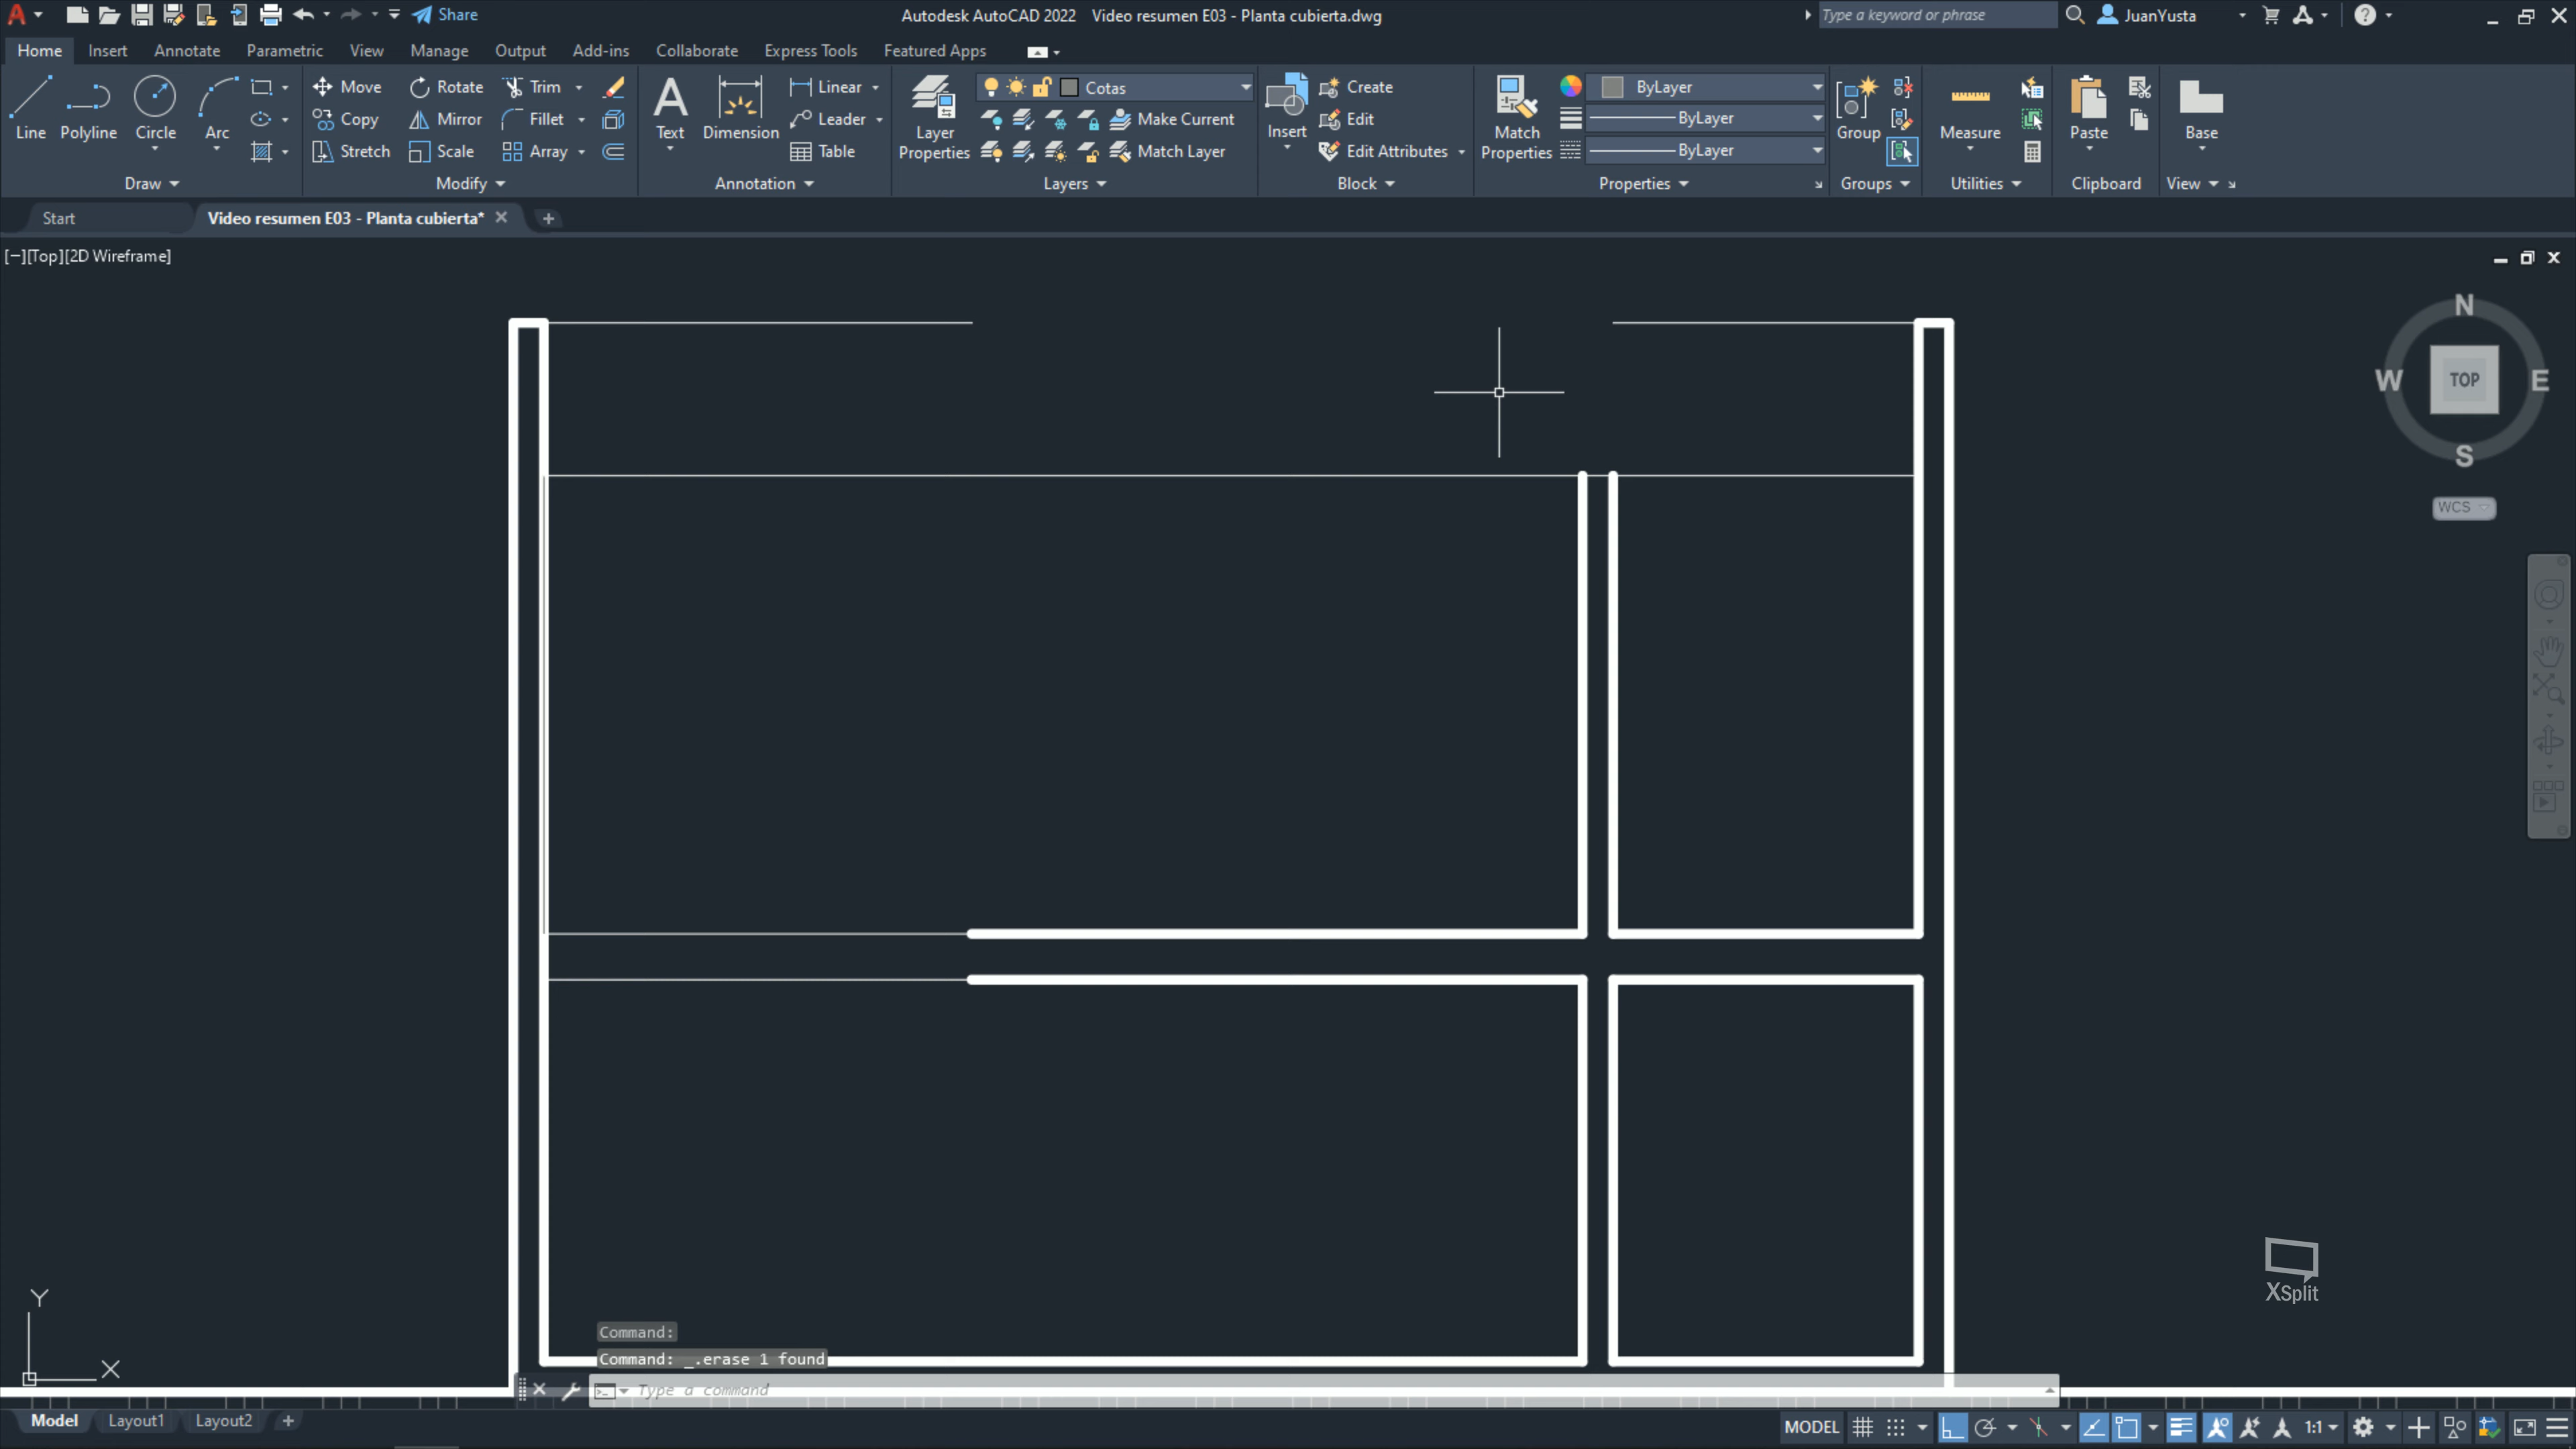 A Share Autodesk AutoCAD 2022 Video resumen E03 - Planta cubierta.dwg Type a keyword or phrase JuanYusta
Home Insert Annotate Parametric View Manage Output Add-ins Collaborate Express Tools Featured Apps
Line Polyline Circle Arc
Move Rotate Trim
Copy Mirror Fillet
Stretch Scale Array
Text Dimension
Linear
Leader
Table
Layer Properties
Cotas
Make Current
Match Layer
Insert
Create
Edit
Edit Attributes
Match Properties
ByLayer
ByLayer
ByLayer
Group
Measure
Paste
Base
Draw Modify Annotation Layers Block Properties Groups Utilities Clipboard View
Start Video resumen E03 - Planta cubierta*
[−][Top][2D Wireframe]
N
W TOP E
S
WCS
XSplit
Y
X
Command:
Command: _.erase 1 found
Type a command
Model Layout1 Layout2 + MODEL 1:1